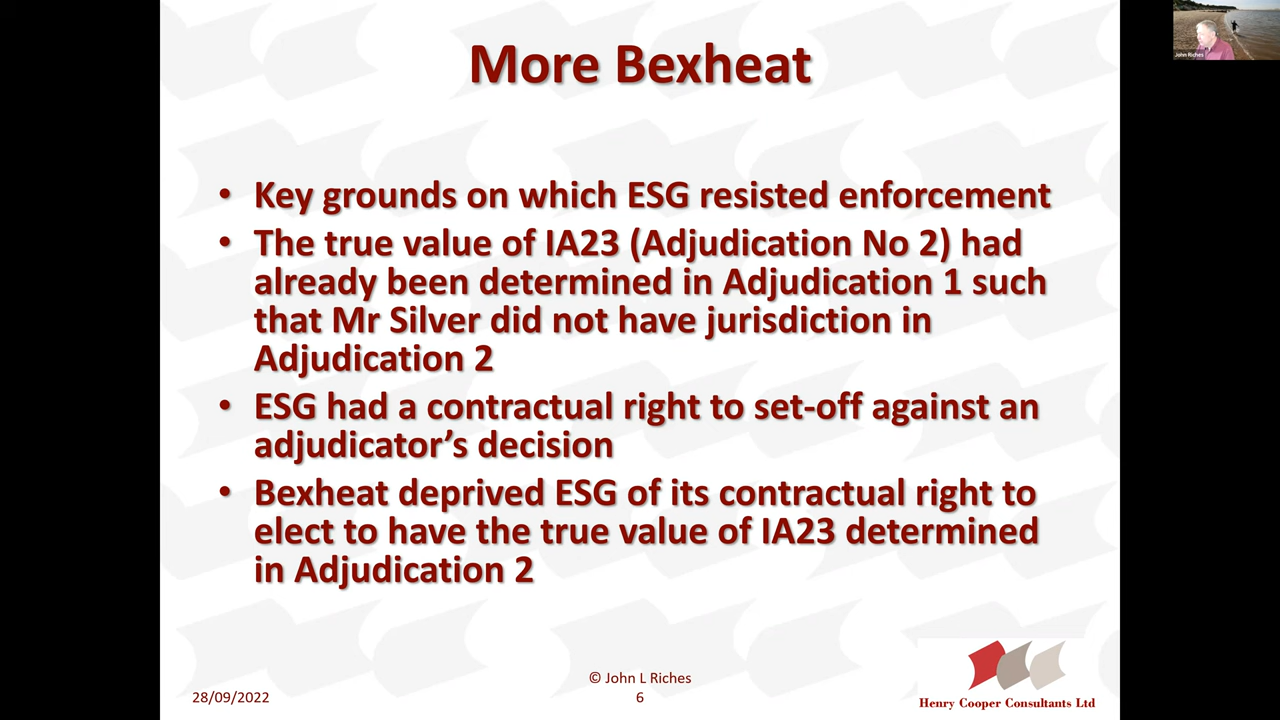 More Bexheat
John Riches
• Key grounds on which ESG resisted enforcement
• The true value of IA23 (Adjudication No 2) had
already been determined in Adjudication 1 such
that Mr Silver did not have jurisdiction in
Adjudication 2
• ESG had a contractual right to set-off against an
adjudicator’s decision
• Bexheat deprived ESG of its contractual right to
elect to have the true value of IA23 determined
in Adjudication 2
© John L Riches
28/09/2022
6
Henry Cooper Consultants Ltd